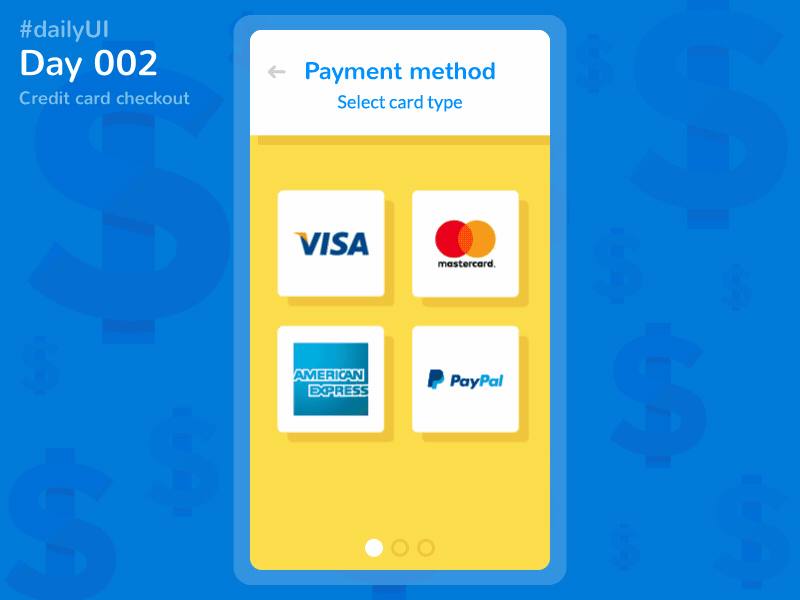 #dailyUI
Day 002
Credit card checkout
Payment method
Select card type
VISA
mastercard.
AMERICAN
EXPRESS
PayPal